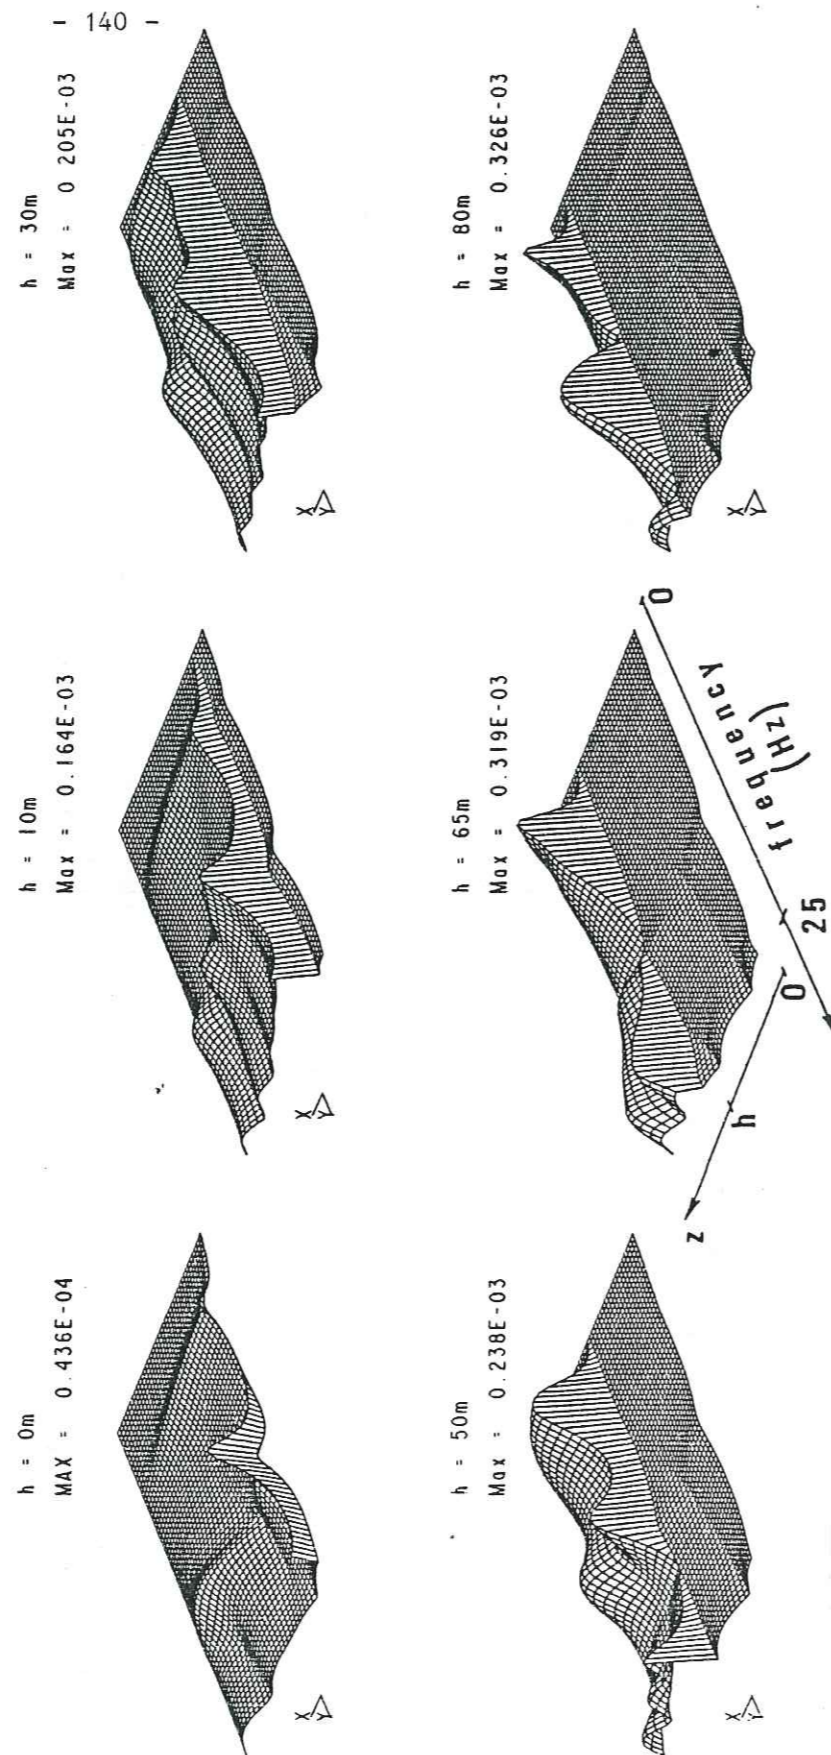 - 140 -
h = 0m
MAX = 0.436E-04
X
Y
h = 10m
Max = 0.164E-03
X
Y
h = 30m
Max = 0 205E-03
X
Y
h = 50m
Max = 0.238E-03
X
Y
h = 65m
Max = 0.319E-03
z
h
0
25
frequency
(Hz)
0
h = 80m
Max = 0.326E-03
X
Y